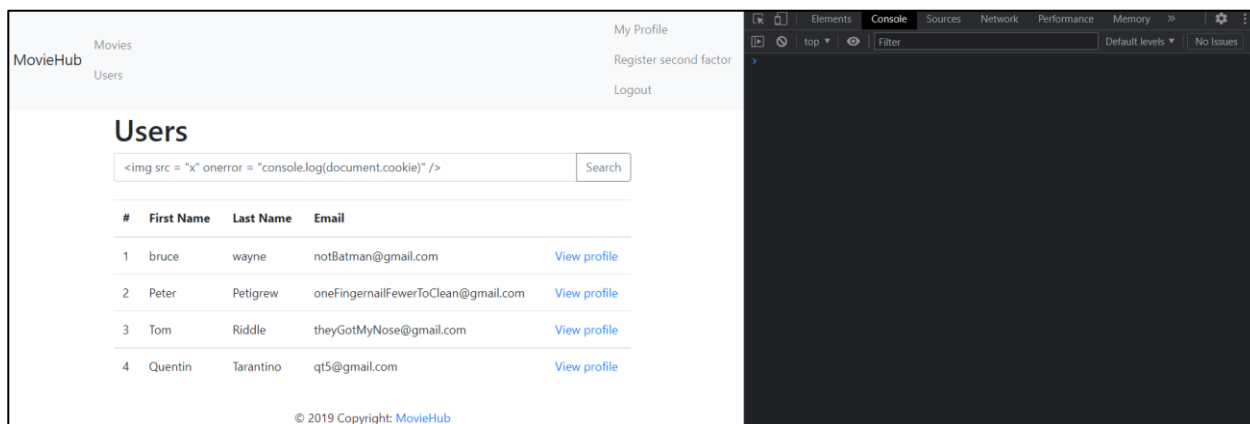 MovieHub
Movies
Users
My Profile
Register second factor
Logout
Users
<img src = "x" onerror = "console.log(document.cookie)" />
Search
# First Name Last Name Email
1 bruce wayne notBatman@gmail.com View profile
2 Peter Petigrew oneFingernailFewerToClean@gmail.com View profile
3 Tom Riddle theyGotMyNose@gmail.com View profile
4 Quentin Tarantino qt5@gmail.com View profile
© 2019 Copyright: MovieHub
Elements Console Sources Network Performance Memory »
top ▾ Filter Default levels ▾ No Issues
>